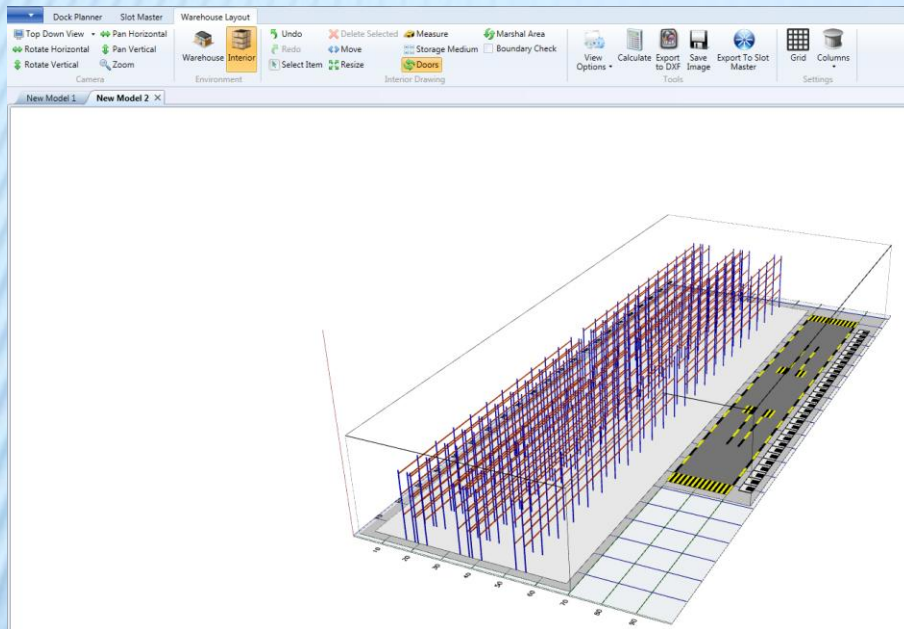 Dock Planner Slot Master Warehouse Layout
Top Down View Pan Horizontal Undo Delete Selected Measure Marshal Area
Rotate Horizontal Pan Vertical Warehouse Interior Redo Move Storage Medium Boundary Check View Options Calculate Export to DXF Save Image Export To Slot Master Grid Columns
Rotate Vertical Zoom Select Item Resize Doors
Camera Environment Interior Drawing Tools Settings
New Model 1 New Model 2
10 20 30 40 50 60 70 80 90